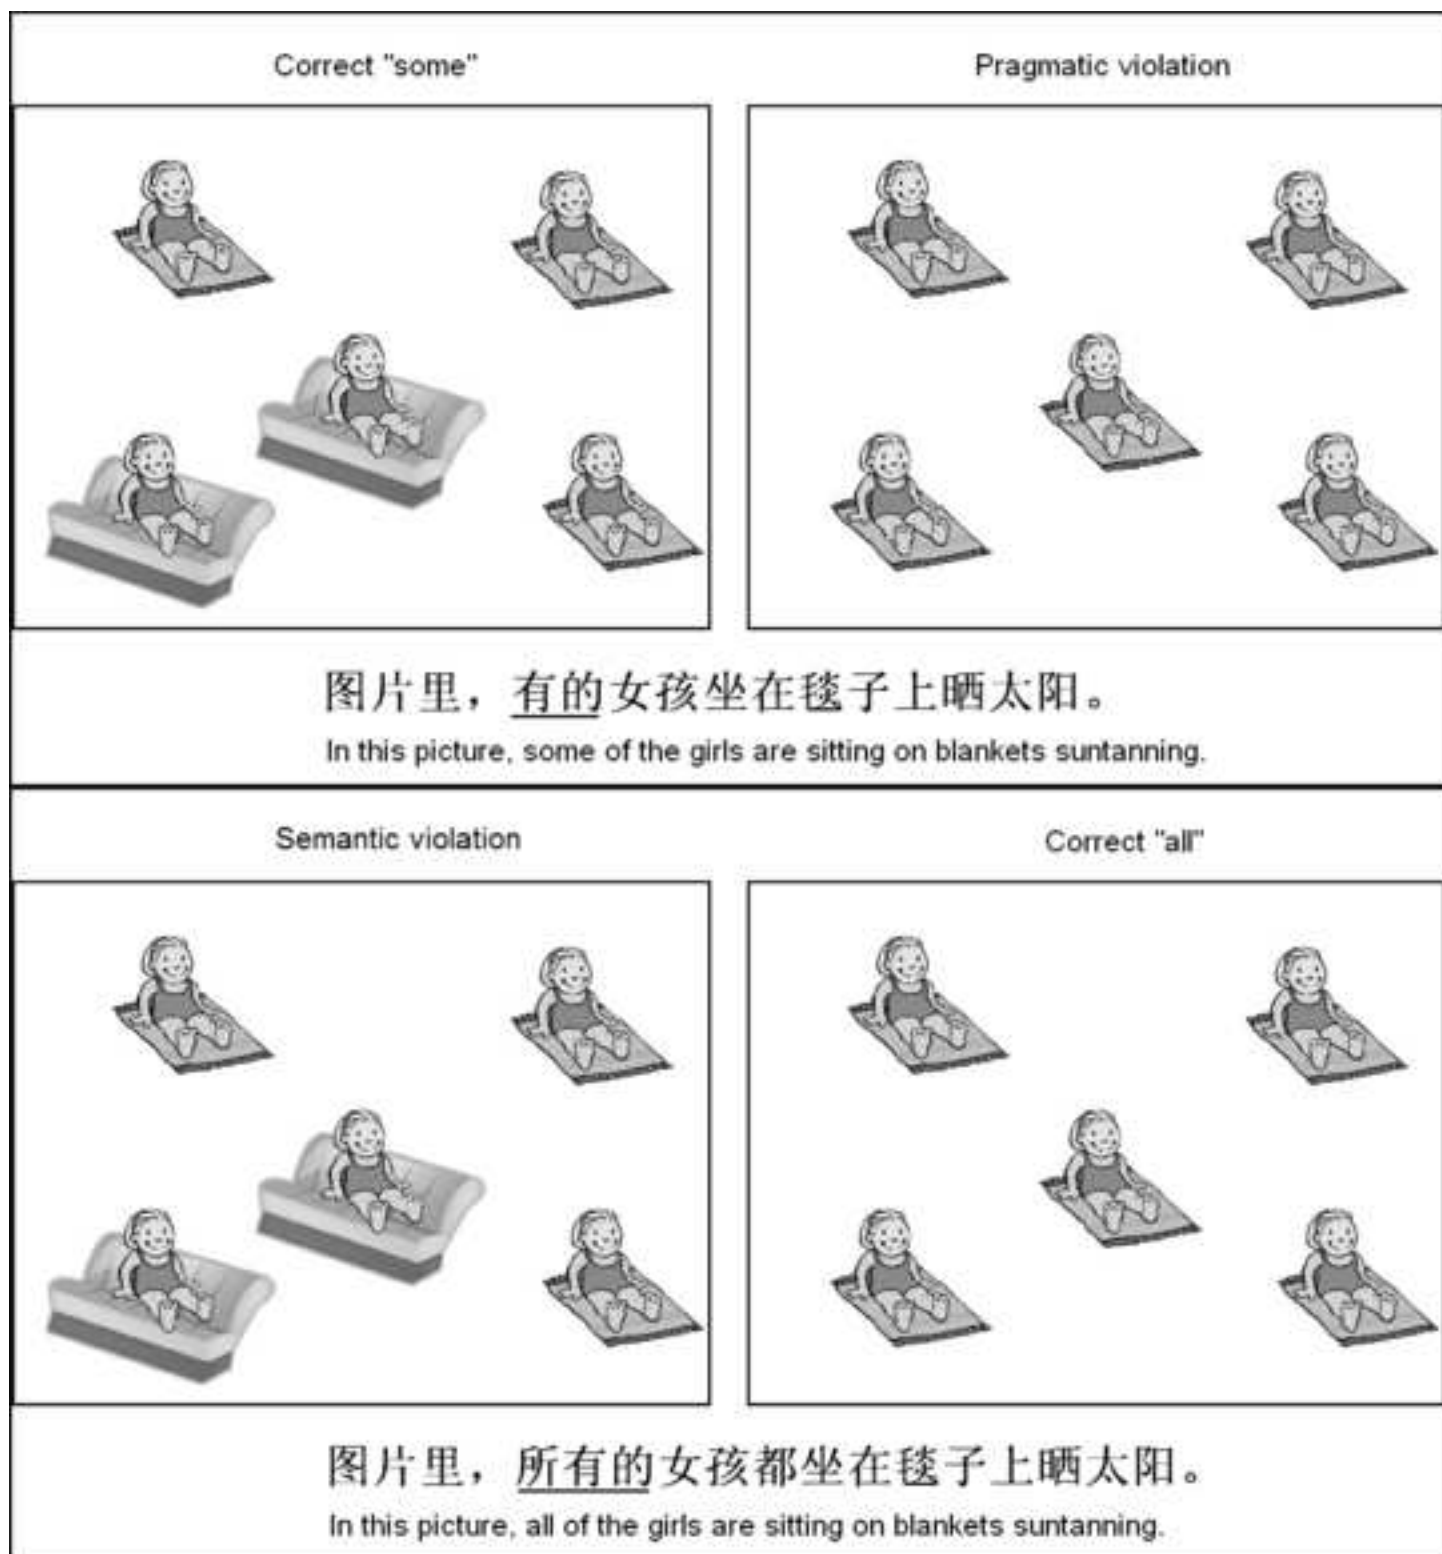 Correct "some"
Pragmatic violation
图片里，有的女孩坐在毯子上晒太阳。
In this picture, some of the girls are sitting on blankets suntanning.
Semantic violation
Correct "all"
图片里，所有的女孩都坐在毯子上晒太阳。
In this picture, all of the girls are sitting on blankets suntanning.